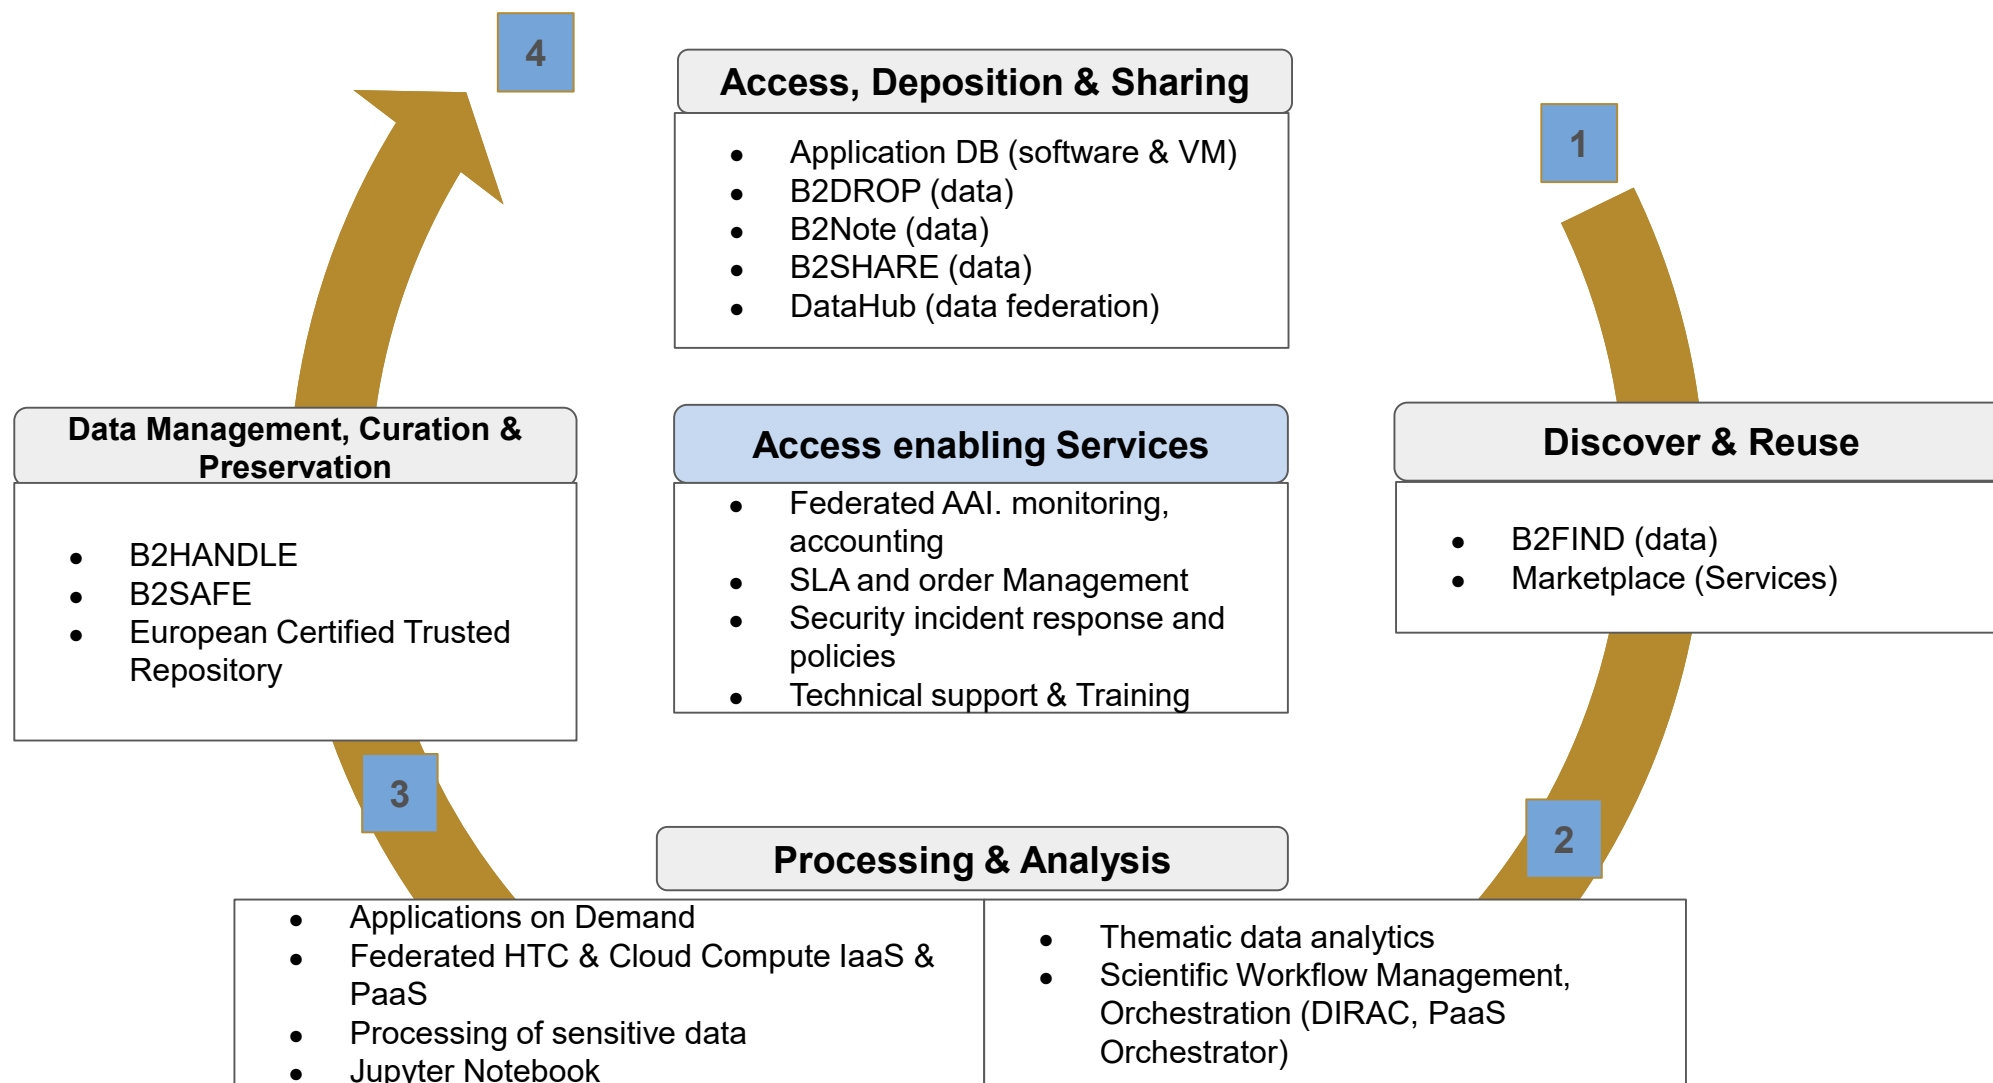 4
Access, Deposition & Sharing
● Application DB (software & VM)
● B2DROP (data)
● B2Note (data)
● B2SHARE (data)
● DataHub (data federation)
1
Data Management, Curation &
Preservation
● B2HANDLE
● B2SAFE
● European Certified Trusted
Repository
Access enabling Services
● Federated AAI. monitoring,
accounting
● SLA and order Management
● Security incident response and
policies
● Technical support & Training
Discover & Reuse
● B2FIND (data)
● Marketplace (Services)
3
2
Processing & Analysis
● Applications on Demand
● Federated HTC & Cloud Compute IaaS &
PaaS
● Processing of sensitive data
● Jupyter Notebook
● Thematic data analytics
● Scientific Workflow Management,
Orchestration (DIRAC, PaaS
Orchestrator)